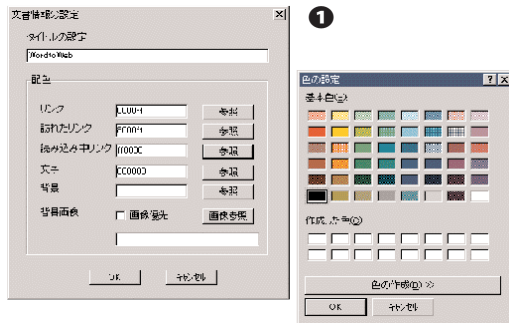 文書情報の設定
❶
タイトルの設定
WordtoWeb
配色
リンク
参照
訪れたリンク
参照
読み込み中リンク ff0000 参照
文字 000000 参照
背景 参照
背景画像 画像優先 画像参照
OK キャンセル
色の設定
基本色(B):
作成した色(C):
色の作成(D) >>
OK キャンセル